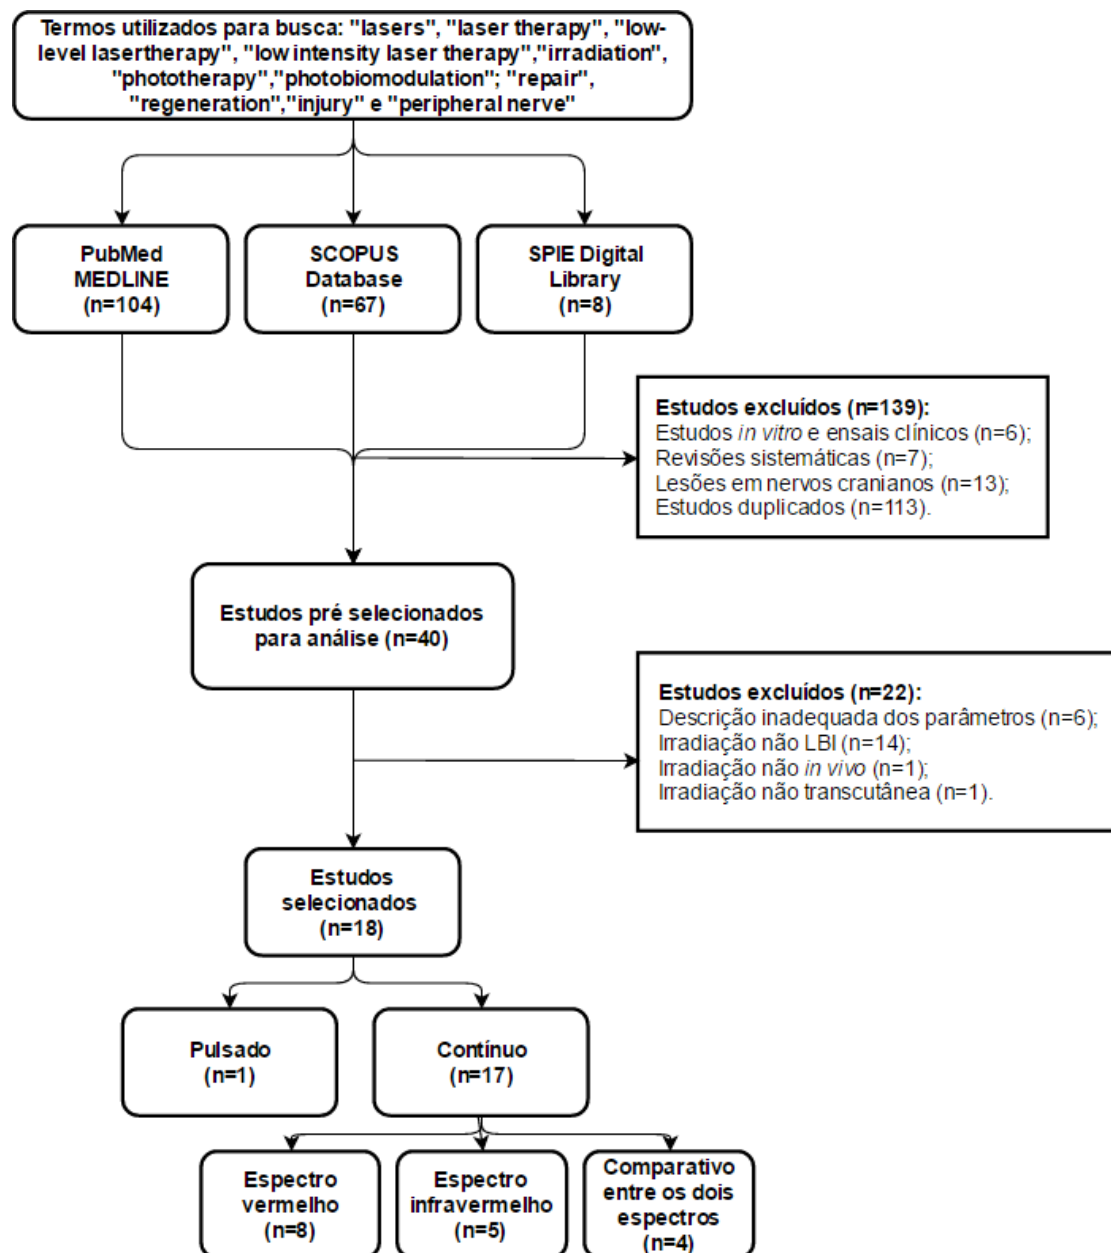 Termos utilizados para busca: "lasers", "laser therapy", "low-
level lasertherapy", "low intensity laser therapy","irradiation",
"phototherapy","photobiomodulation"; "repair",
"regeneration","injury" e "peripheral nerve"
PubMed
MEDLINE
(n=104)
SCOPUS
Database
(n=67)
SPIE Digital
Library
(n=8)
Estudos excluídos (n=139):
Estudos in vitro e ensais clínicos (n=6);
Revisões sistemáticas (n=7);
Lesões em nervos cranianos (n=13);
Estudos duplicados (n=113).
Estudos pré selecionados
para análise (n=40)
Estudos excluídos (n=22):
Descrição inadequada dos parâmetros (n=6);
Irradiação não LBI (n=14);
Irradiação não in vivo (n=1);
Irradiação não transcutânea (n=1).
Estudos
selecionados
(n=18)
Pulsado
(n=1)
Contínuo
(n=17)
Espectro
vermelho
(n=8)
Espectro
infravermelho
(n=5)
Comparativo
entre os dois
espectros
(n=4)